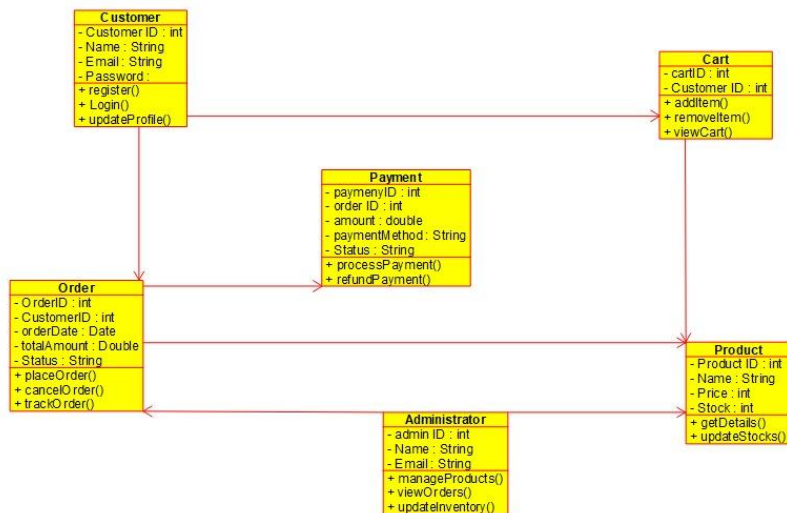 Customer
- Customer ID : int
- Name : String
- Email : String
- Password :
+ register()
+ Login()
+ updateProfile()
Cart
- cartID : int
- Customer ID : int
+ addItem()
+ removeItem()
+ viewCart()
Payment
- paymenyID : int
- order ID : int
- amount : double
- paymentMethod : String
- Status : String
+ processPayment()
+ refundPayment()
Order
- OrderID : int
- CustomerID : int
- orderDate : Date
- totalAmount : Double
- Status : String
+ placeOrder()
+ cancelOrder()
+ trackOrder()
Product
- Product ID : int
- Name : String
- Price : int
- Stock : int
+ getDetails()
+ updateStocks()
Administrator
- admin ID : int
- Name : String
- Email : String
+ manageProducts()
+ viewOrders()
+ updateInventory()